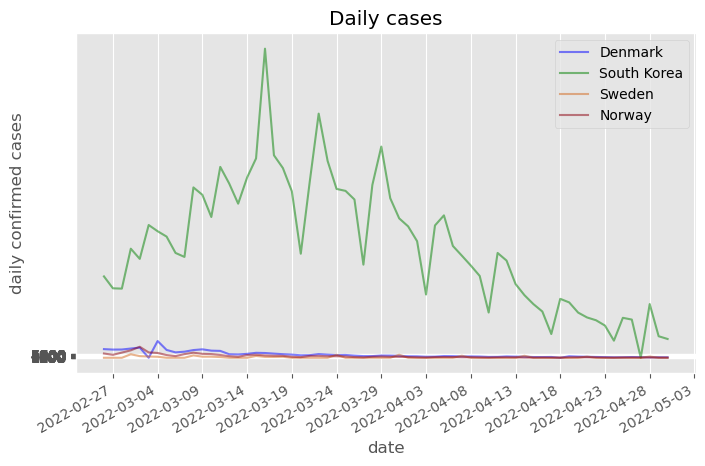 Daily cases
Denmark
South Korea
Sweden
Norway
daily confirmed cases
2022-02-27
2022-03-04
2022-03-09
2022-03-14
2022-03-19
2022-03-24
2022-03-29
2022-04-03
2022-04-08
2022-04-13
2022-04-18
2022-04-23
2022-04-28
2022-05-03
date